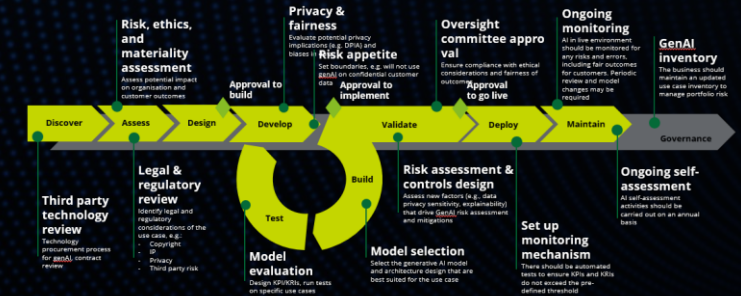 Risk, ethics,
and
materiality
assessment
Assess potential impact
on organisation and
customer outcomes
Privacy &
fairness
Evaluate potential privacy
implications (e.g. DPIA) and
biases in
Risk appetite
Set boundaries, e.g. will not use
genAI on confidential customer
data
Oversight
committee appro
val
Ensure compliance with ethical
considerations and fairness of
outcomes
Ongoing
monitoring
AI in live environment
should be monitored for
any risks and errors,
including fair outcomes
for customers. Periodic
review and model
changes may be
required
GenAI
inventory
The business should
maintain an updated
use case inventory to
manage portfolio risk
Approval to
build
Approval to
implement
Approval
to go live
Discover
Assess
Design
Develop
Validate
Deploy
Maintain
Governance
Test
Build
Third party
technology
review
Technology
procurement process
for genAI, contract
review
Legal &
regulatory
review
Identify legal and
regulatory
considerations of the
use case, e.g.:
- Copyright
- IP
- Privacy
- Third party risk
Model
evaluation
Design KPI/KRIs, run tests
on specific use cases
Model selection
Select the generative AI model
and architecture design that are
best suited for the use case
Risk assessment &
controls design
Assess new factors (e.g., data
privacy sensitivity, explainability)
that drive GenAI risk assessment
and mitigations
Set up
monitoring
mechanism
There should be automated
tests to ensure KPIs and KRIs
do not exceed the pre-
defined threshold
Ongoing self-
assessment
AI self-assessment
activities should be
carried out on an annual
basis